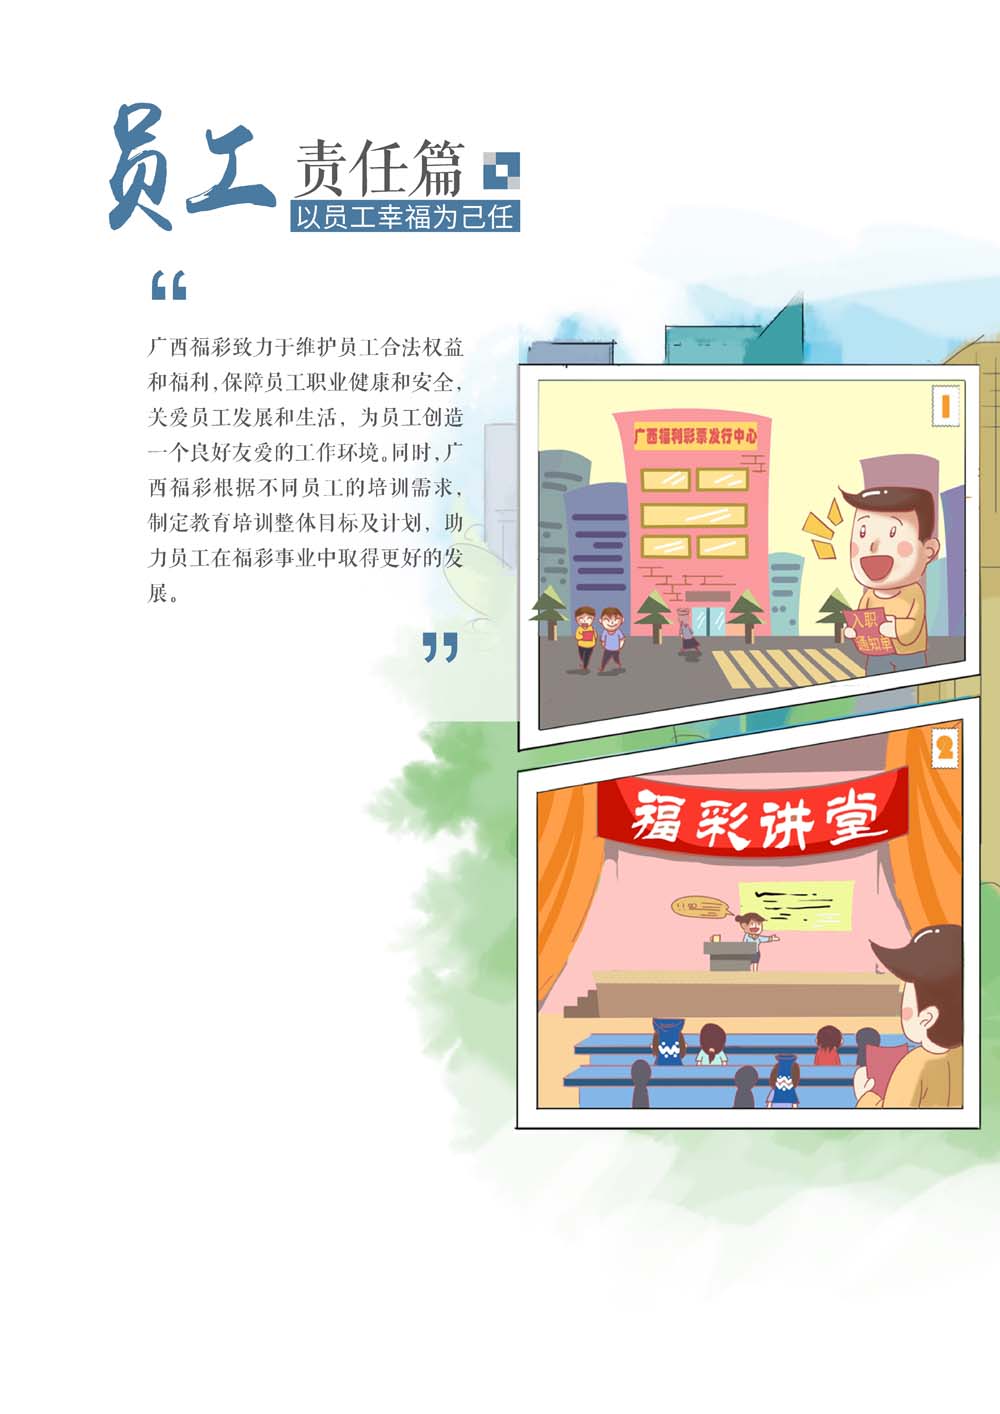 员工 责任篇
以员工幸福为己任
“
广西福彩致力于维护员工合法权益
和福利,保障员工职业健康和安全,
关爱员工发展和生活，为员工创造
一个良好友爱的工作环境。同时,广
西福彩根据不同员工的培训需求,
制定教育培训整体目标及计划，助
力员工在福彩事业中取得更好的发
展。
”
1
广西福利彩票发行中心
入职
通知单
2
福彩讲堂